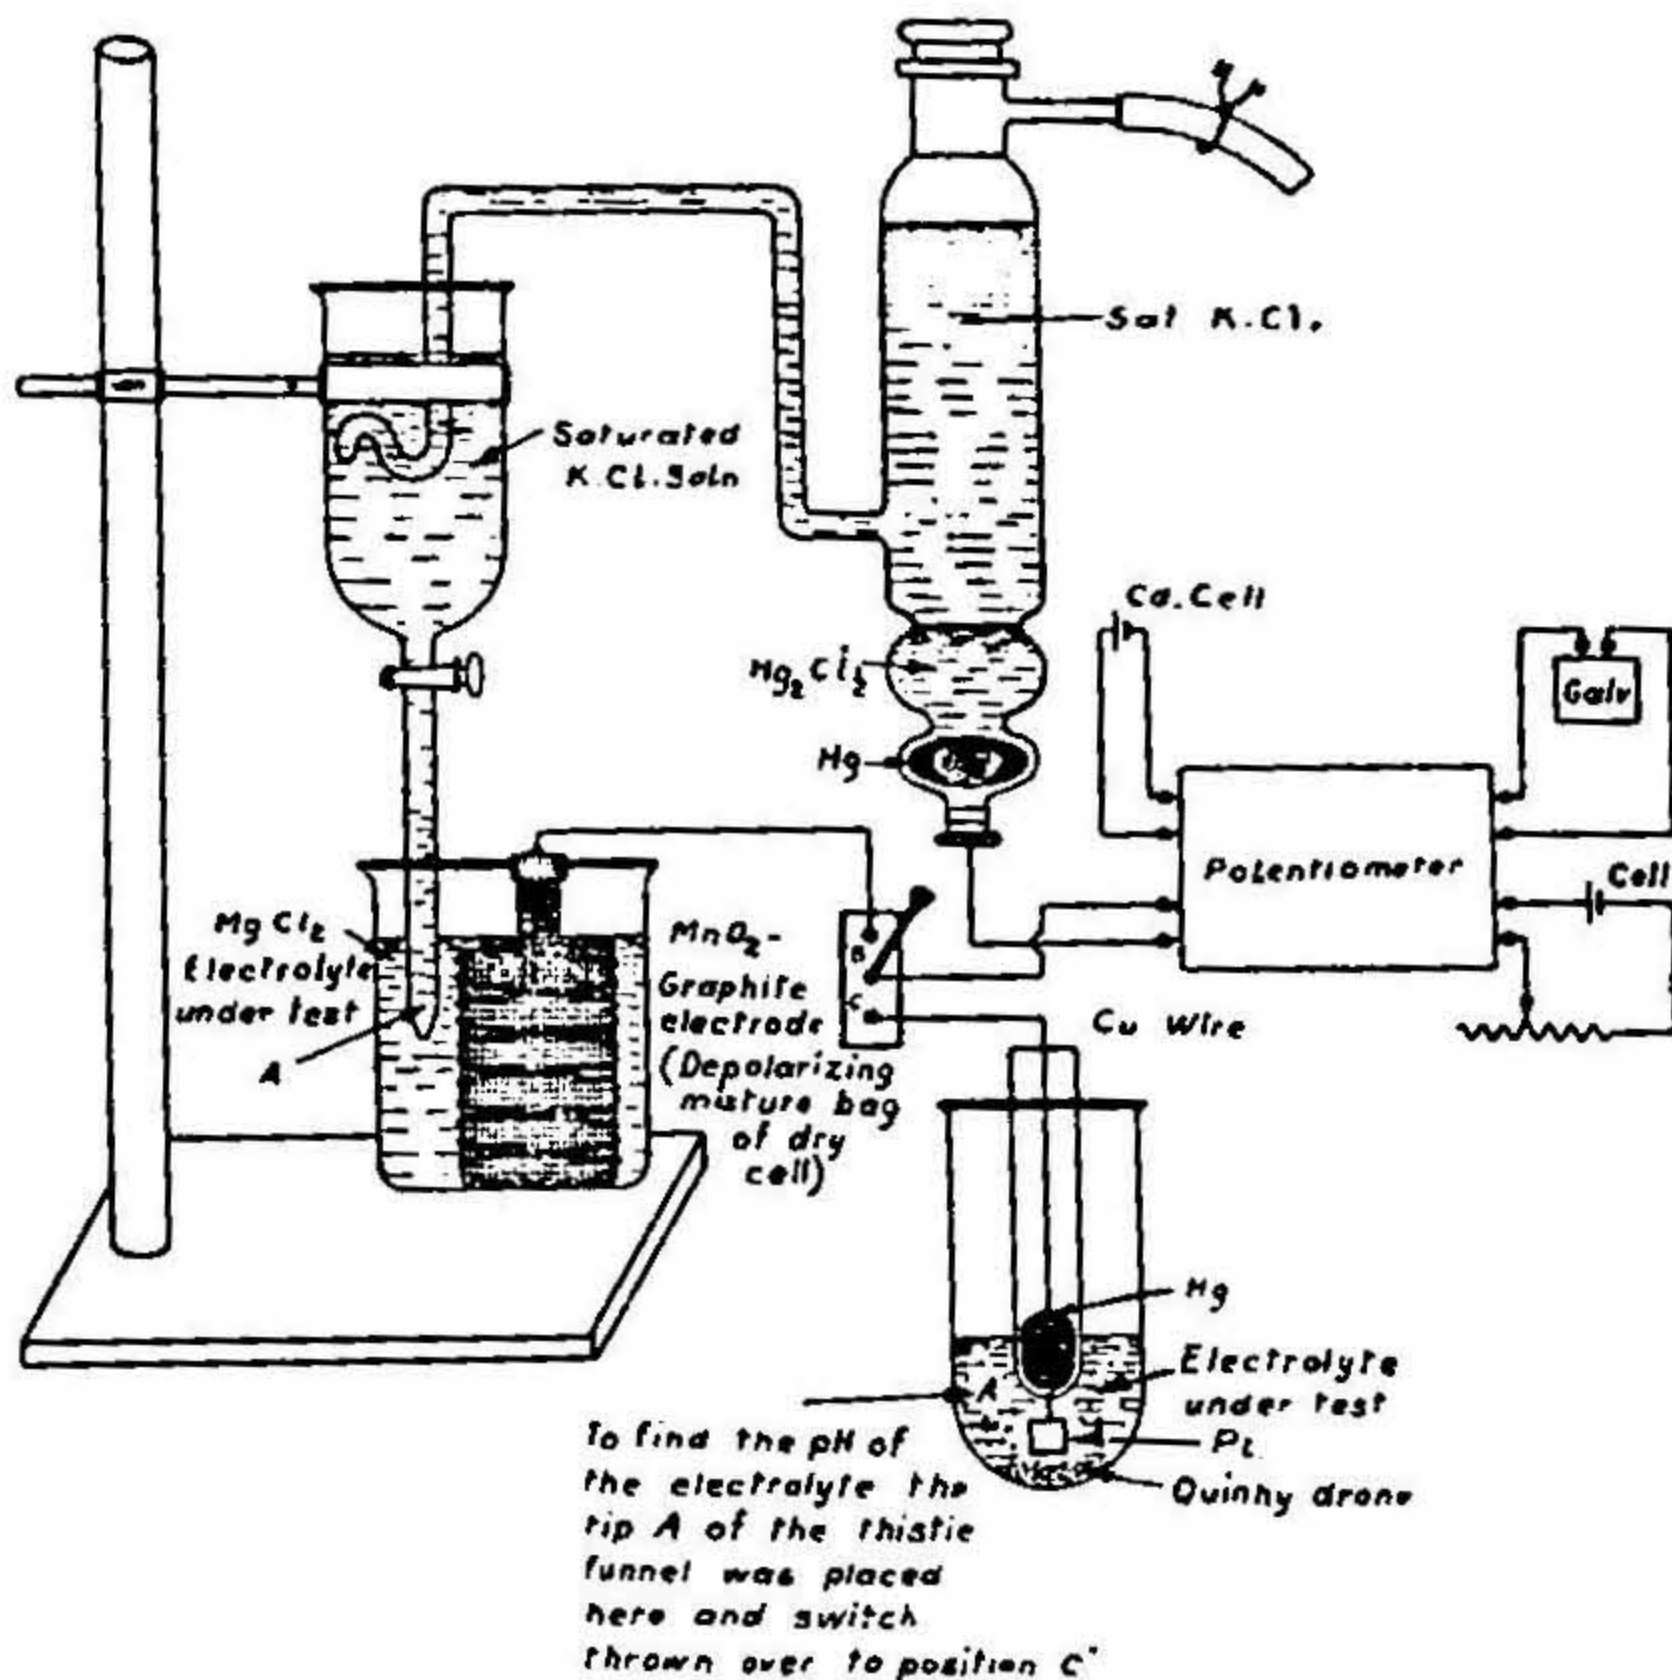 Sat K.Cl.
Saturated
K.Cl.Soln
Ca.Cell
Hg₂Cl₂
Galv
Hg
Potentiometer
Cell
MgCl₂
Electrolyte
under test
A
MnO₂-
Graphite
electrode
(Depolarizing
mixture bag
of dry
cell)
B
C
Cu Wire
Hg
Electrolyte
under test
A
Pt
Quinhy drone
To find the pH of
the electrolyte the
tip A of the thistie
funnel was placed
here and switch
thrown over to position C"